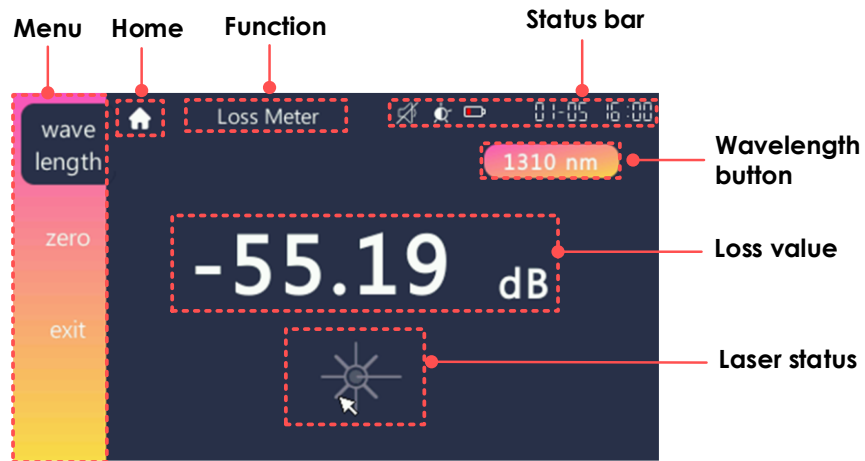 Menu
Home
Function
Status bar
Loss Meter
01-05 16:00
wave
length
1310 nm
Wavelength
button
zero
-55.19 dB
Loss value
exit
Laser status